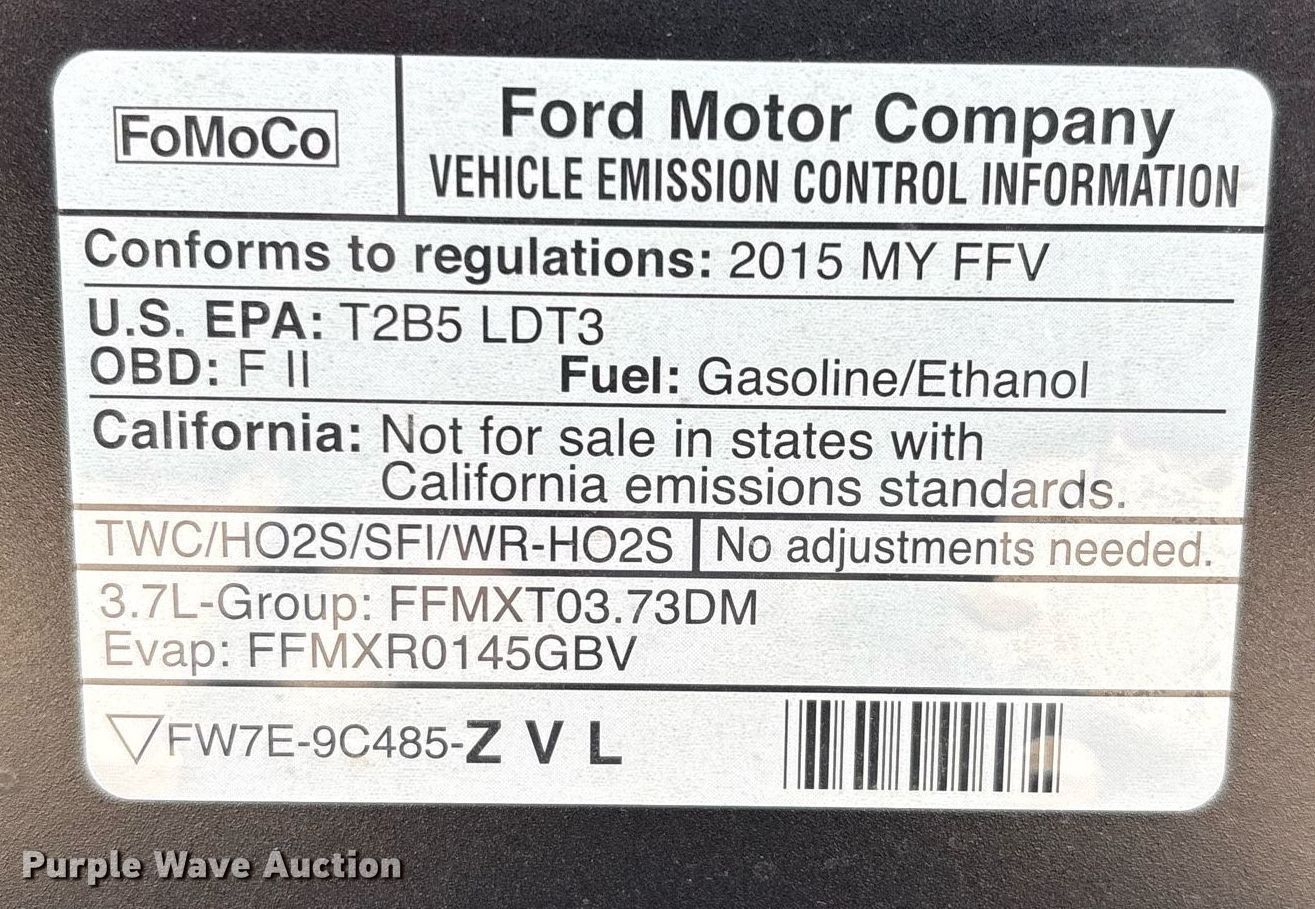 FoMoCo
Ford Motor Company
VEHICLE EMISSION CONTROL INFORMATION
Conforms to regulations: 2015 MY FFV
U.S. EPA: T2B5 LDT3
OBD: F II Fuel: Gasoline/Ethanol
California: Not for sale in states with
California emissions standards.
TWC/HO2S/SFI/WR-HO2S No adjustments needed.
3.7L-Group: FFMXT03.73DM
Evap: FFMXR0145GBV
FW7E-9C485-Z V L
Purple Wave Auction